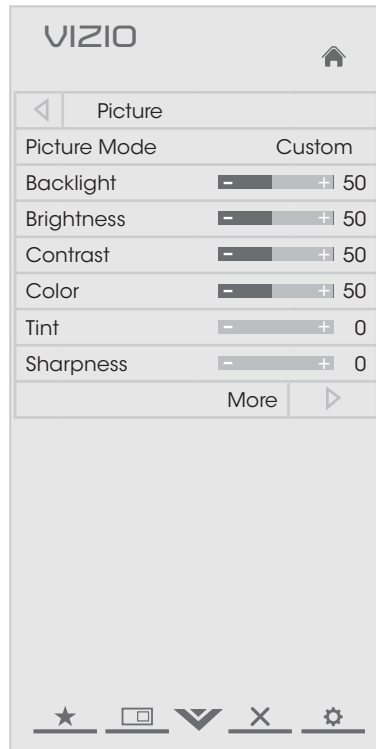 VIZIO
Picture
Picture Mode Custom
Backlight - + 50
Brightness - + 50
Contrast - + 50
Color - + 50
Tint - + 0
Sharpness - + 0
More